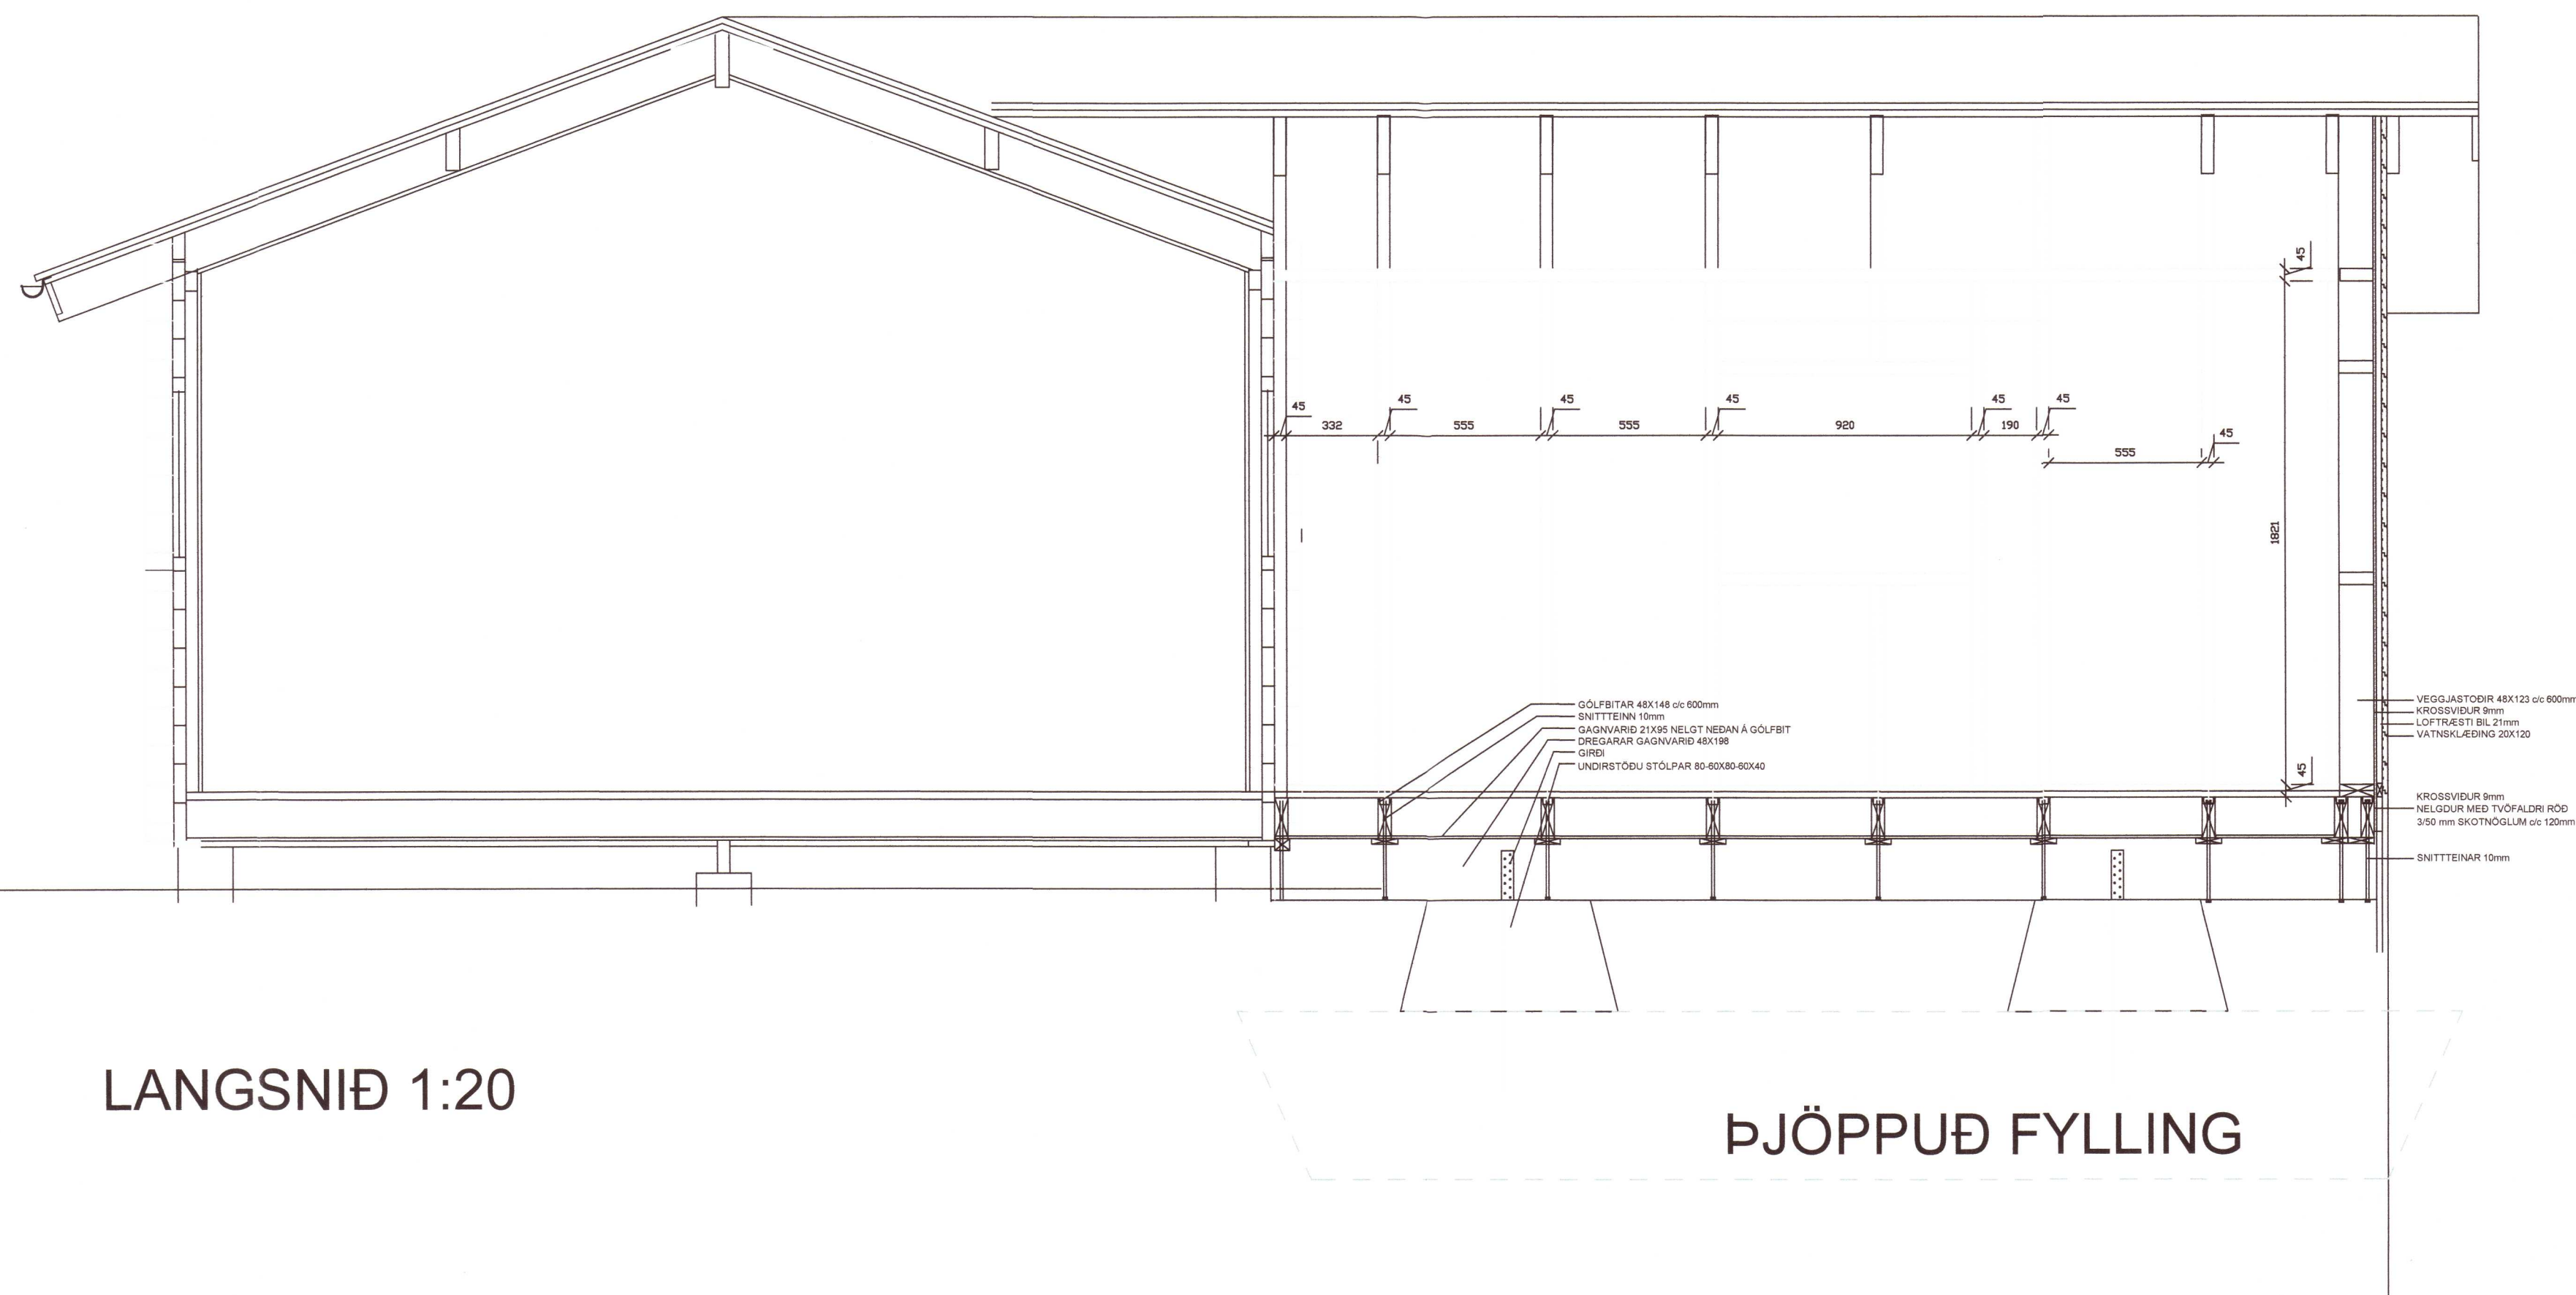 45
45
45
45
45
45
45
332
555
555
920
190
45
555
1821
GÓLFBITAR 48X148 c/c 600mm
SNITTTEINN 10mm
GAGNVARIÐ 21X95 NELGT NEÐAN Á GÓLFBIT
DREGARAR GAGNVARIÐ 48X198
GIRÐI
UNDIRSTÖÐU STÓLPAR 80-60X80-60X40
VEGGJASTOÐIR 48X123 c/c 600mm
KROSSVIÐUR 9mm
LOFTRÆSTI BIL 21mm
VATNSKLÆÐING 20X120
45
KROSSVIÐUR 9mm
NELGDUR MEÐ TVÖFALDRI RÖÐ
3/50 mm SKOTNÖGLUM c/c 120mm
SNITTTEINAR 10mm
LANGSNIÐ 1:20
ÞJÖPPUÐ FYLLING